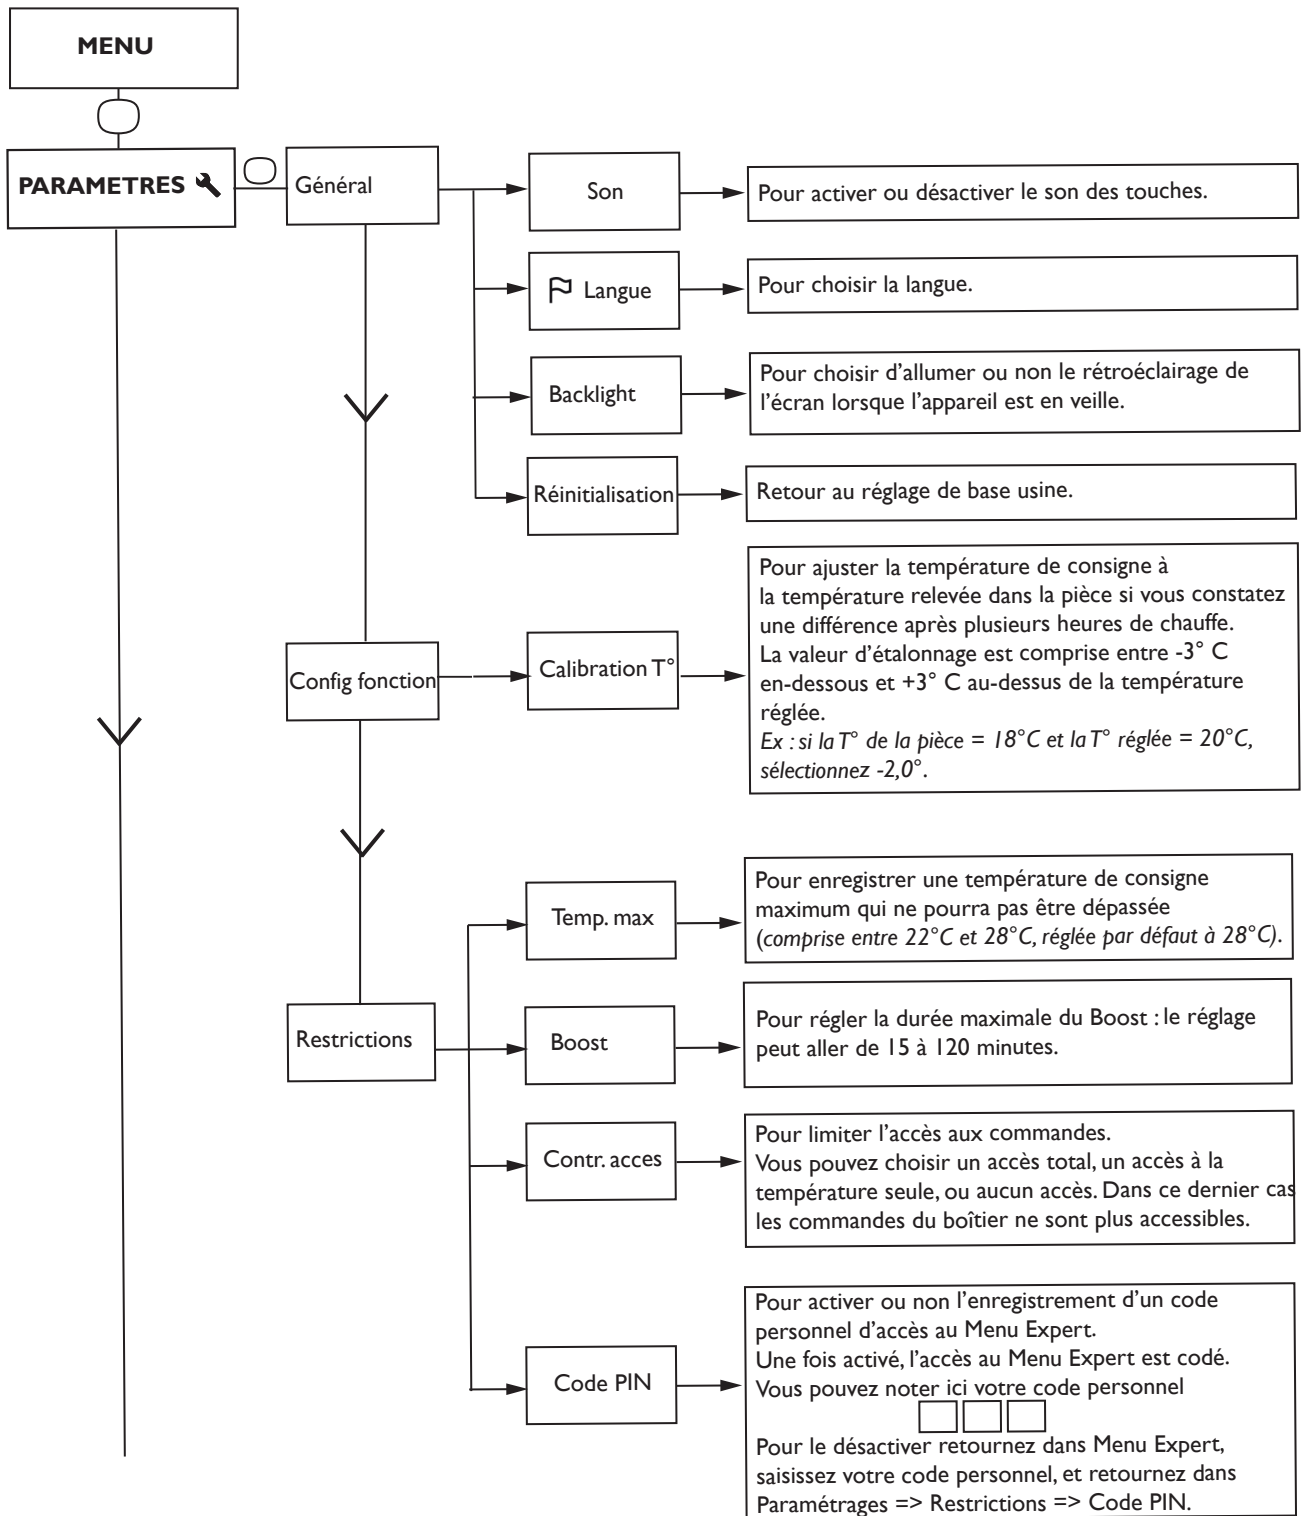 MENU
PARAMETRES
Général
Son
Pour activer ou désactiver le son des touches.
Langue
Pour choisir la langue.
Backlight
Pour choisir d’allumer ou non le rétroéclairage de
l’écran lorsque l’appareil est en veille.
Réinitialisation
Retour au réglage de base usine.
Config fonction
Calibration T°
Pour ajuster la température de consigne à
la température relevée dans la pièce si vous constatez
une différence après plusieurs heures de chauffe.
La valeur d’étalonnage est comprise entre -3° C
en-dessous et +3° C au-dessus de la température
réglée.
Ex : si la T° de la pièce = 18°C et la T° réglée = 20°C,
sélectionnez -2,0°.
Restrictions
Temp. max
Pour enregistrer une température de consigne
maximum qui ne pourra pas être dépassée
(comprise entre 22°C et 28°C, réglée par défaut à 28°C).
Boost
Pour régler la durée maximale du Boost : le réglage
peut aller de 15 à 120 minutes.
Contr. acces
Pour limiter l’accès aux commandes.
Vous pouvez choisir un accès total, un accès à la
température seule, ou aucun accès. Dans ce dernier cas
les commandes du boîtier ne sont plus accessibles.
Code PIN
Pour activer ou non l’enregistrement d’un code
personnel d’accès au Menu Expert.
Une fois activé, l’accès au Menu Expert est codé.
Vous pouvez noter ici votre code personnel
Pour le désactiver retournez dans Menu Expert,
saisissez votre code personnel, et retournez dans
Paramétrages => Restrictions => Code PIN.